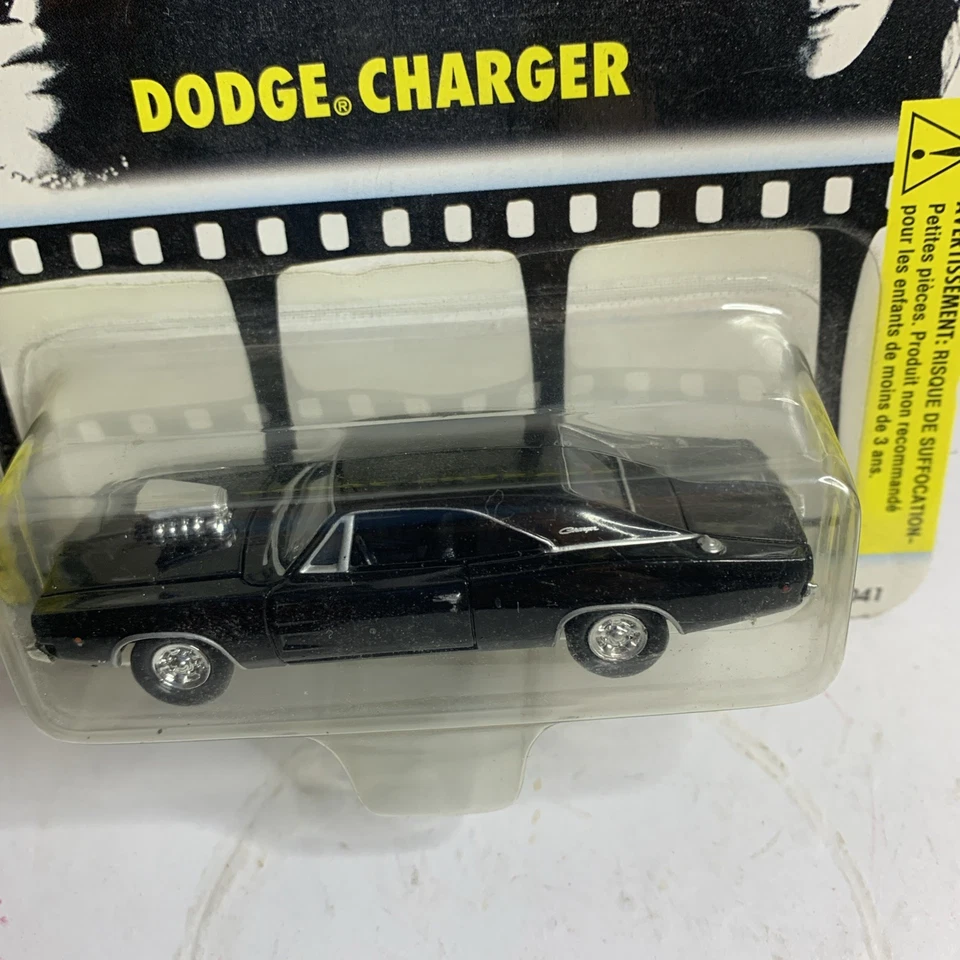 DODGE® CHARGER
AVERTISSEMENT: RISQUE DE SUFFOCATION-
Petites pièces. Produit non recommandé
pour les enfants de moins de 3 ans.
Charger
041